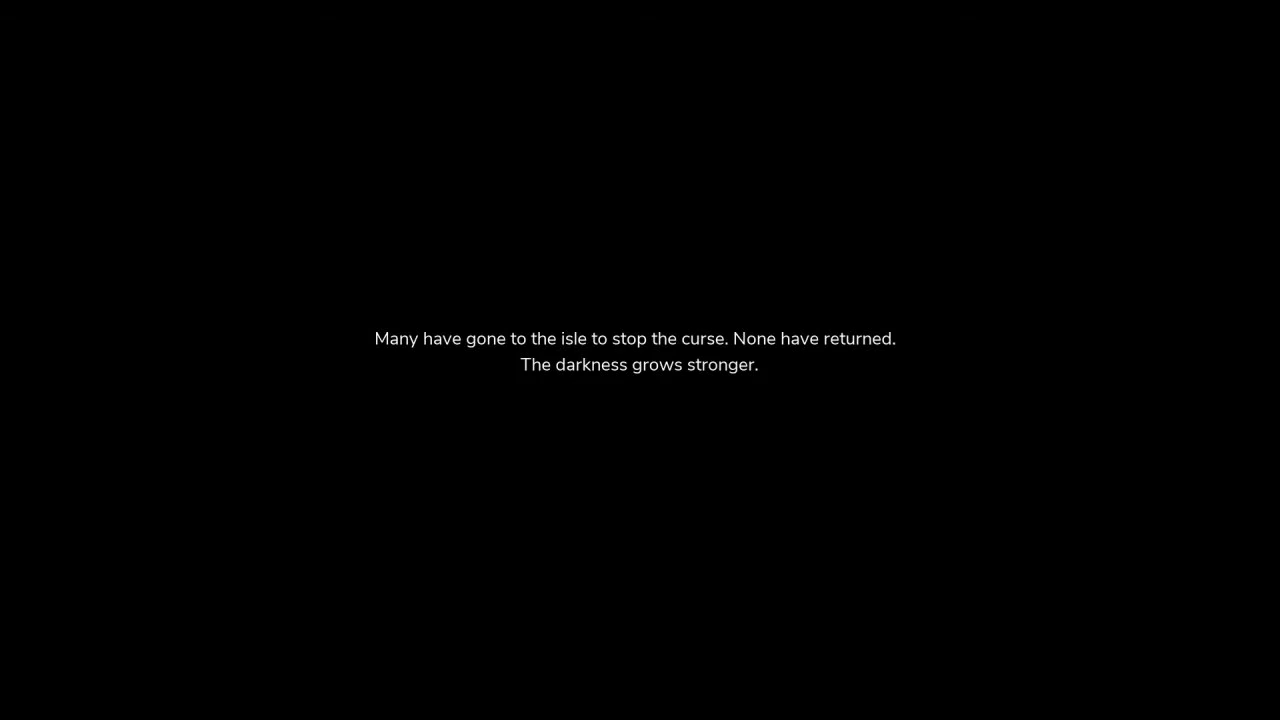 Many have gone to the isle to stop the curse. None have returned.
The darkness grows stronger.